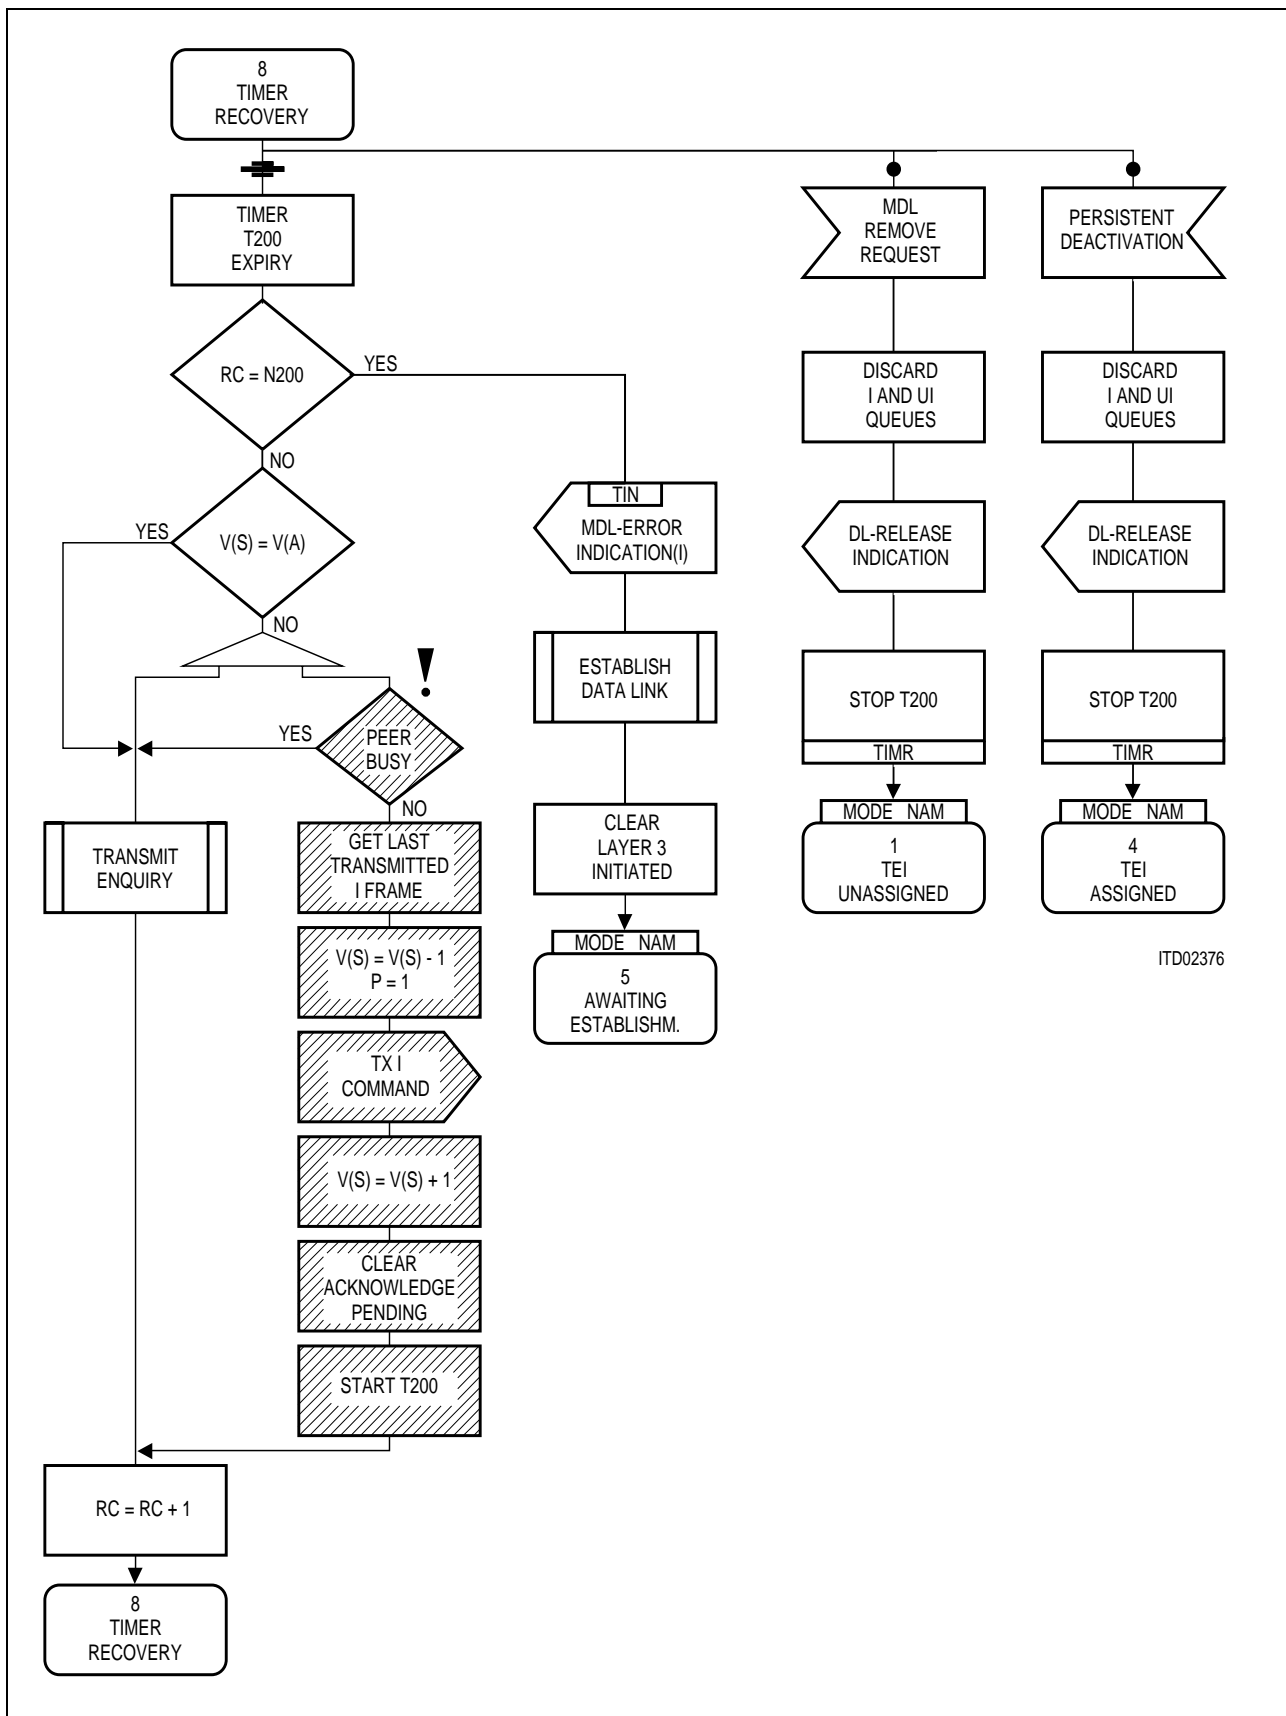 8
TIMER
RECOVERY
TIMER
T200
EXPIRY
MDL
REMOVE
REQUEST
PERSISTENT
DEACTIVATION
RC = N200
YES
NO
DISCARD
I AND UI
QUEUES
DISCARD
I AND UI
QUEUES
V(S) = V(A)
YES
NO
TIN
MDL-ERROR
INDICATION(I)
DL-RELEASE
INDICATION
DL-RELEASE
INDICATION
!
PEER
BUSY
YES
NO
ESTABLISH
DATA LINK
STOP T200
TIMR
STOP T200
TIMR
TRANSMIT
ENQUIRY
GET LAST
TRANSMITTED
I FRAME
CLEAR
LAYER 3
INITIATED
MODE NAM
1
TEI
UNASSIGNED
MODE NAM
4
TEI
ASSIGNED
V(S) = V(S) - 1
P = 1
MODE NAM
5
AWAITING
ESTABLISHM.
ITD02376
TX I
COMMAND
V(S) = V(S) + 1
CLEAR
ACKNOWLEDGE
PENDING
START T200
RC = RC + 1
8
TIMER
RECOVERY